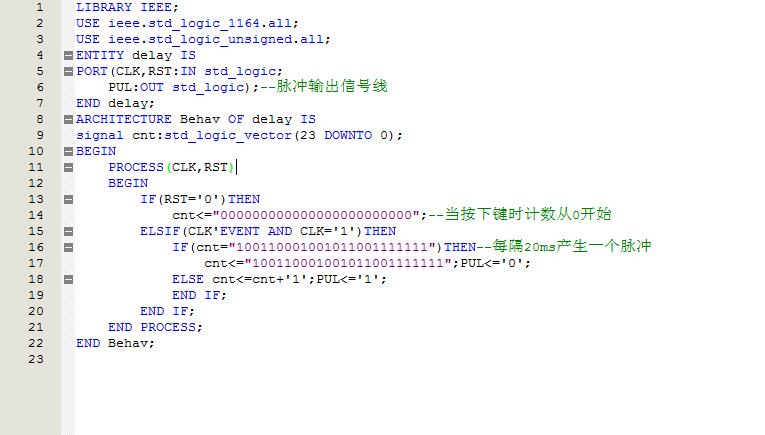 1 LIBRARY IEEE;
2 USE ieee.std_logic_1164.all;
3 USE ieee.std_logic_unsigned.all;
4 ENTITY delay IS
5 PORT(CLK,RST:IN std_logic;
6 PUL:OUT std_logic);--脉冲输出信号线
7 END delay;
8 ARCHITECTURE Behav OF delay IS
9 signal cnt:std_logic_vector(23 DOWNTO 0);
10 BEGIN
11 PROCESS(CLK,RST)
12 BEGIN
13 IF(RST='0')THEN
14 cnt<="000000000000000000000000";--当按下键时计数从0开始
15 ELSIF(CLK'EVENT AND CLK='1')THEN
16 IF(cnt="100110001001011001111111")THEN--每隔20ms产生一个脉冲
17 cnt<="100110001001011001111111";PUL<='0';
18 ELSE cnt<=cnt+'1';PUL<='1';
19 END IF;
20 END IF;
21 END PROCESS;
22 END Behav;
23